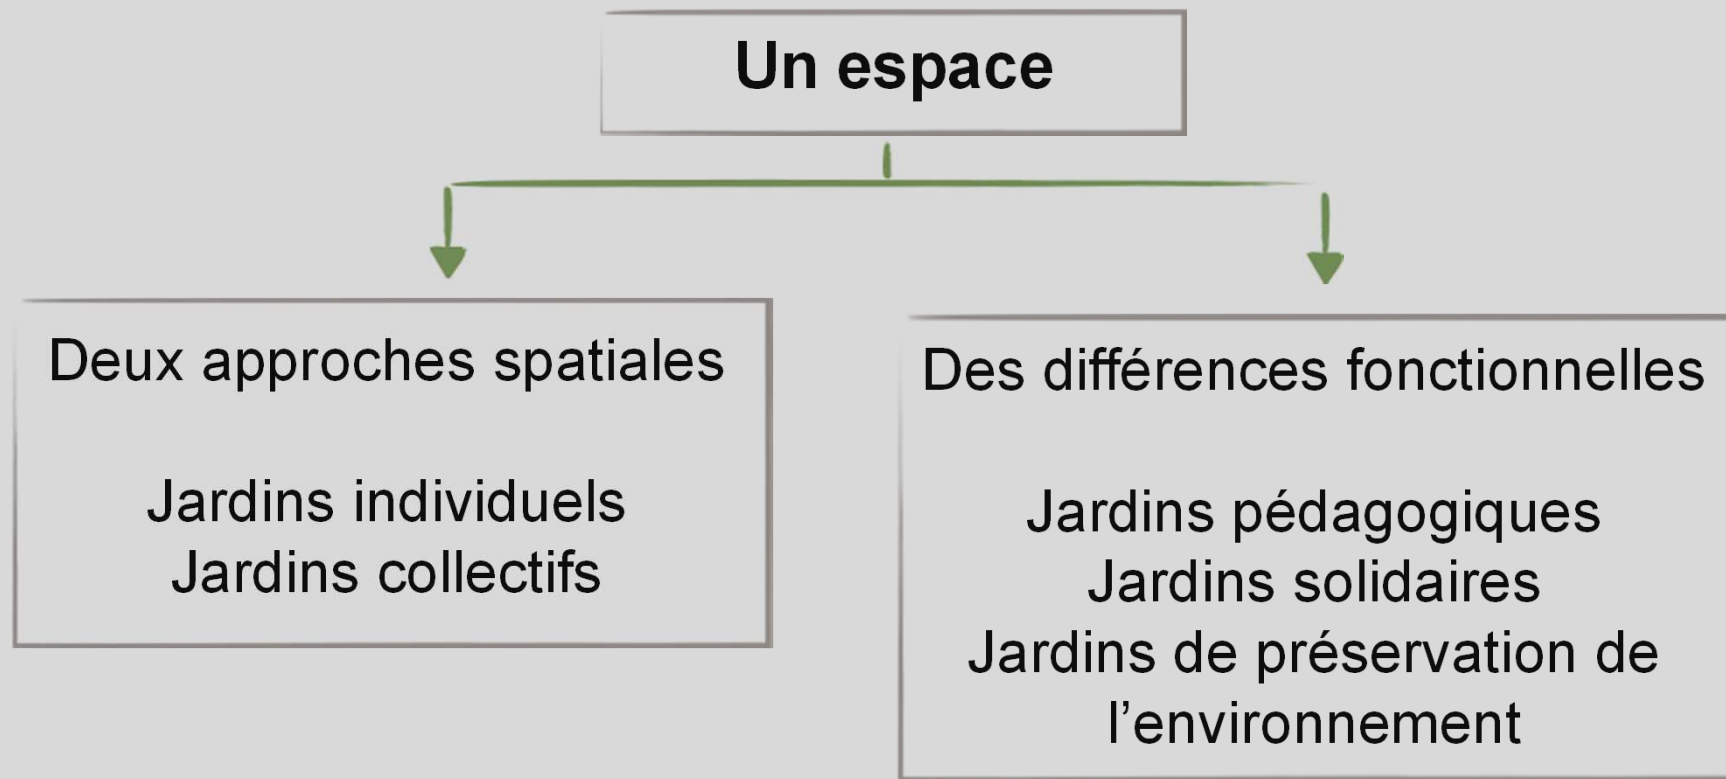 Un espace
Deux approches spatiales
Jardins individuels
Jardins collectifs
Des différences fonctionnelles
Jardins pédagogiques
Jardins solidaires
Jardins de préservation de
l’environnement